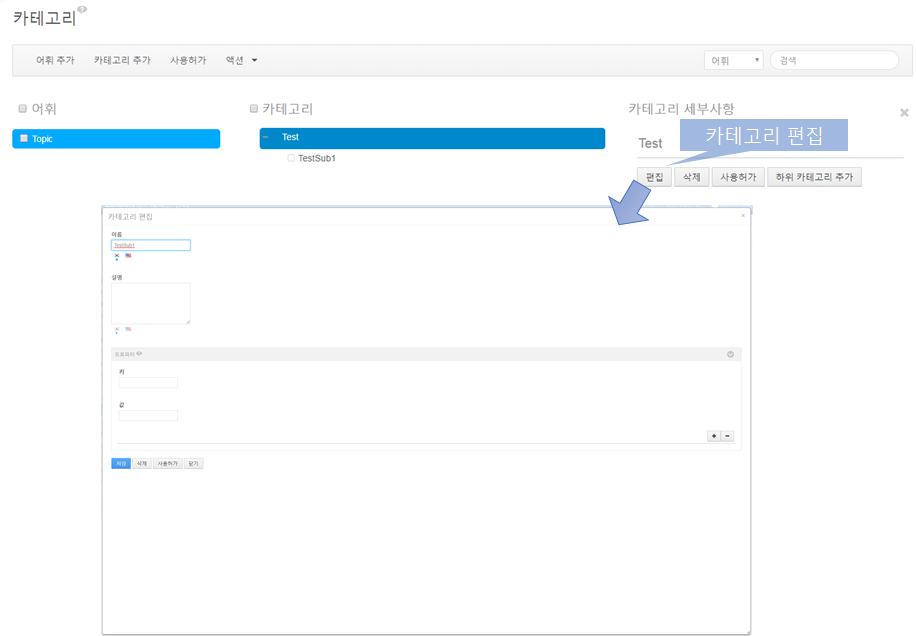 카테고리
어휘 추가 카테고리 추가 사용허가 액션 어휘 검색
어휘 카테고리 카테고리 세부사항
Topic Test Test
카테고리 편집
TestSub1
편집 삭제 사용허가 하위 카테고리 추가
카테고리 편집
이름
TestSub1
설명
프로퍼티
키
값
저장 삭제 사용허가 닫기